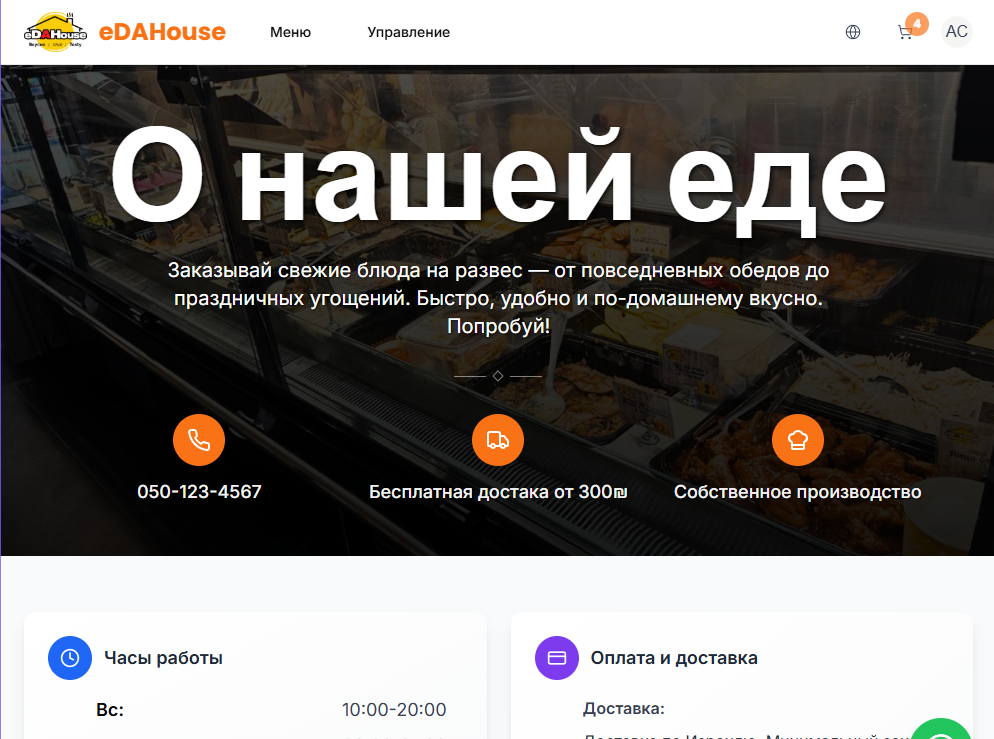 eDAHouse
eDAHouse
Меню
Управление
4
AC
О нашей еде
Заказывай свежие блюда на развес — от повседневных обедов до
праздничных угощений. Быстро, удобно и по-домашнему вкусно.
Попробуй!
050-123-4567
Бесплатная достака от 300₪
Собственное производство
Часы работы
Вс:
10:00-20:00
Оплата и доставка
Доставка: